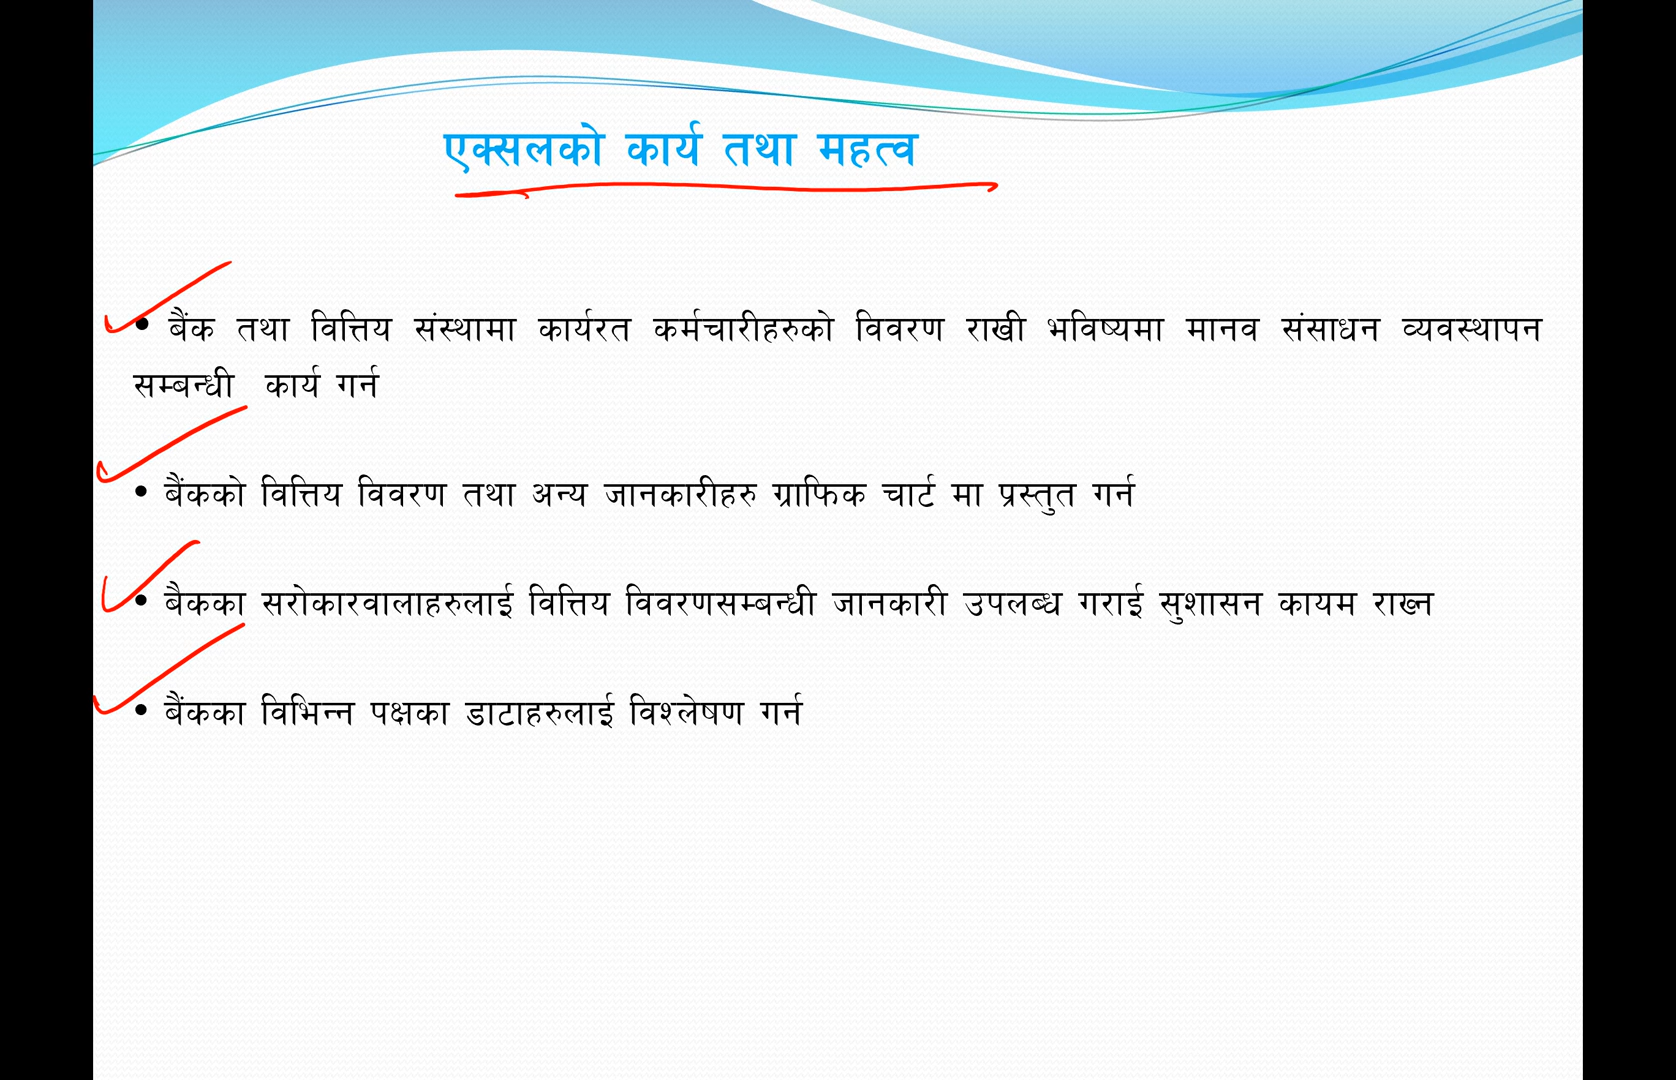 एक्सलको कार्य तथा महत्व
• बैंक तथा वित्तिय संस्थामा कार्यरत कर्मचारीहरुको विवरण राखी भविष्यमा मानव संसाधन व्यवस्थापन
सम्बन्धी कार्य गर्न
• बैंकको वित्तिय विवरण तथा अन्य जानकारीहरु ग्राफिक चार्ट मा प्रस्तुत गर्न
• बैकका सरोकारवालाहरुलाई वित्तिय विवरणसम्बन्धी जानकारी उपलब्ध गराई सुशासन कायम राख्न
• बैंकका विभिन्न पक्षका डाटाहरुलाई विश्लेषण गर्न